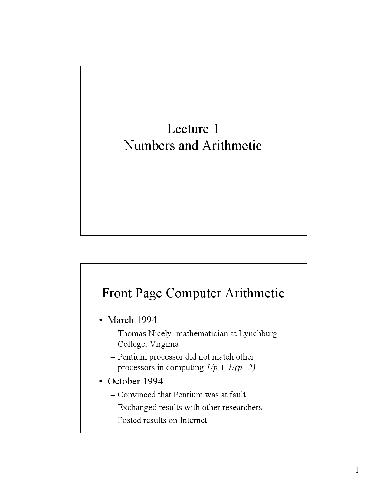 Lecture 1
Numbers and Arithmetic
Front Page Computer Arithmetic
• March 1994
– Thomas Nicely, mathematician at Lynchburg
College, Virginia
– Pentium processor did not match other
processors in computing 1/p + 1/(p+2)
• October 1994
– Convinced that Pentium was at fault
– Exchanged results with other researchers
– Posted results on Internet
1